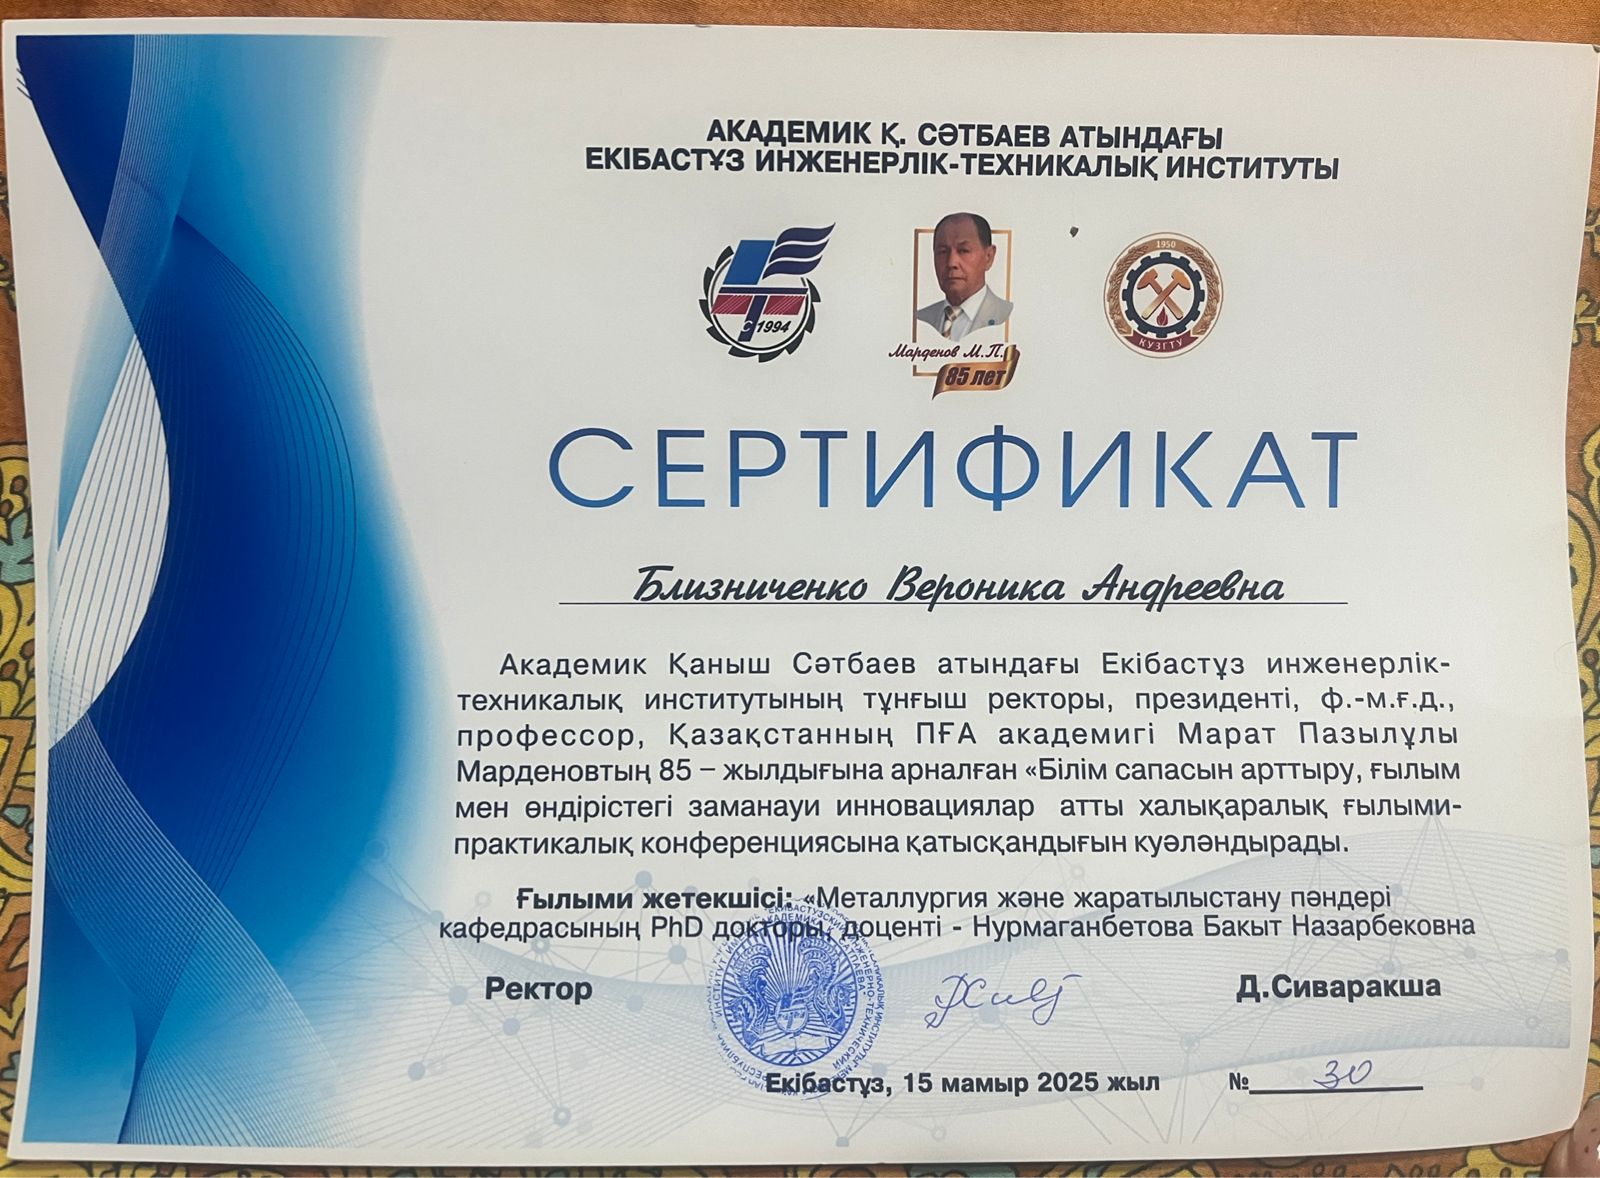 АКАДЕМИК Қ. СӘТБАЕВ АТЫНДАҒЫ
ЕКІБАСТҰЗ ИНЖЕНЕРЛІК-ТЕХНИКАЛЫҚ ИНСТИТУТЫ
с 1994
Марденов М.П.
85 лет
1950
КУЗГТУ
СЕРТИФИКАТ
Близниченко Вероника Андреевна
Академик Қаныш Сәтбаев атындағы Екібастұз инженерлік-
техникалық институтының тұнғыш ректоры, президенті, ф.-м.ғ.д.,
профессор, Қазақстанның ПҒА академигі Марат Пазылұлы
Марденовтың 85 – жылдығына арналған «Білім сапасын арттыру, ғылым
мен өндірістегі заманауи инновациялар атты халықаралық ғылыми-
практикалық конференциясына қатысқандығын куәландырады.
Ғылыми жетекшісі: «Металлургия және жаратылыстану пәндері
кафедрасының PhD докторы, доценті - Нурмаганбетова Бакыт Назарбековна
Ректор
Д.Сиваракша
Екібастұз, 15 мамыр 2025 жыл
№ 30